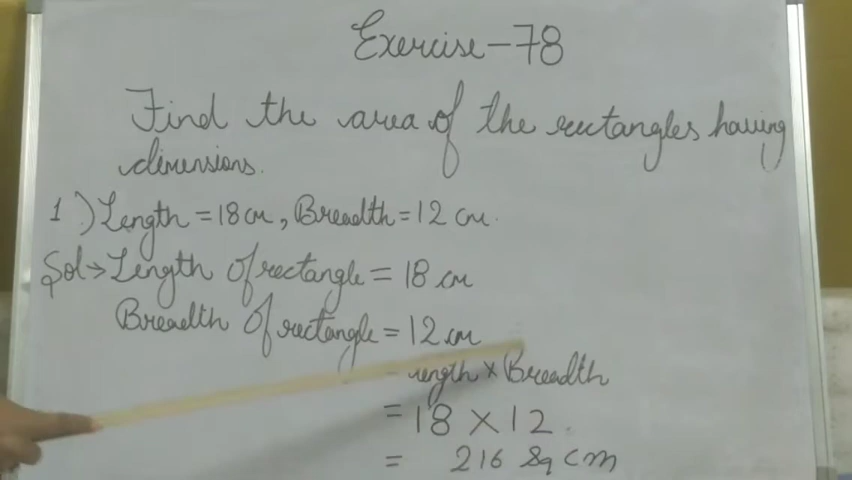 Exercise-78
Find the area of the rectangles having
dimensions.
1) Length = 18 cm, Breadth = 12 cm.
Sol → Length Of rectangle = 18 cm
Breadth Of rectangle = 12 cm
Length × Breadth
= 18 × 12.
= 216 Sq cm